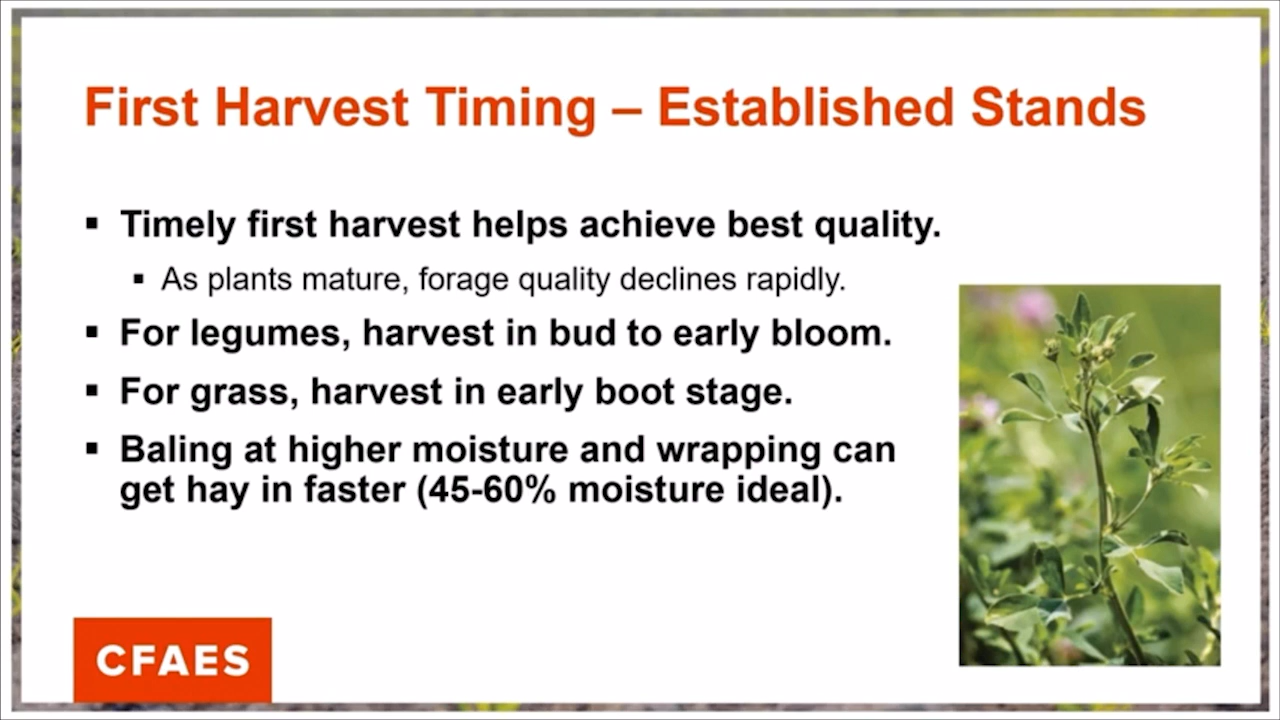 First Harvest Timing – Established Stands
▪ Timely first harvest helps achieve best quality.
▪ As plants mature, forage quality declines rapidly.
▪ For legumes, harvest in bud to early bloom.
▪ For grass, harvest in early boot stage.
▪ Baling at higher moisture and wrapping can
get hay in faster (45-60% moisture ideal).
CFAES